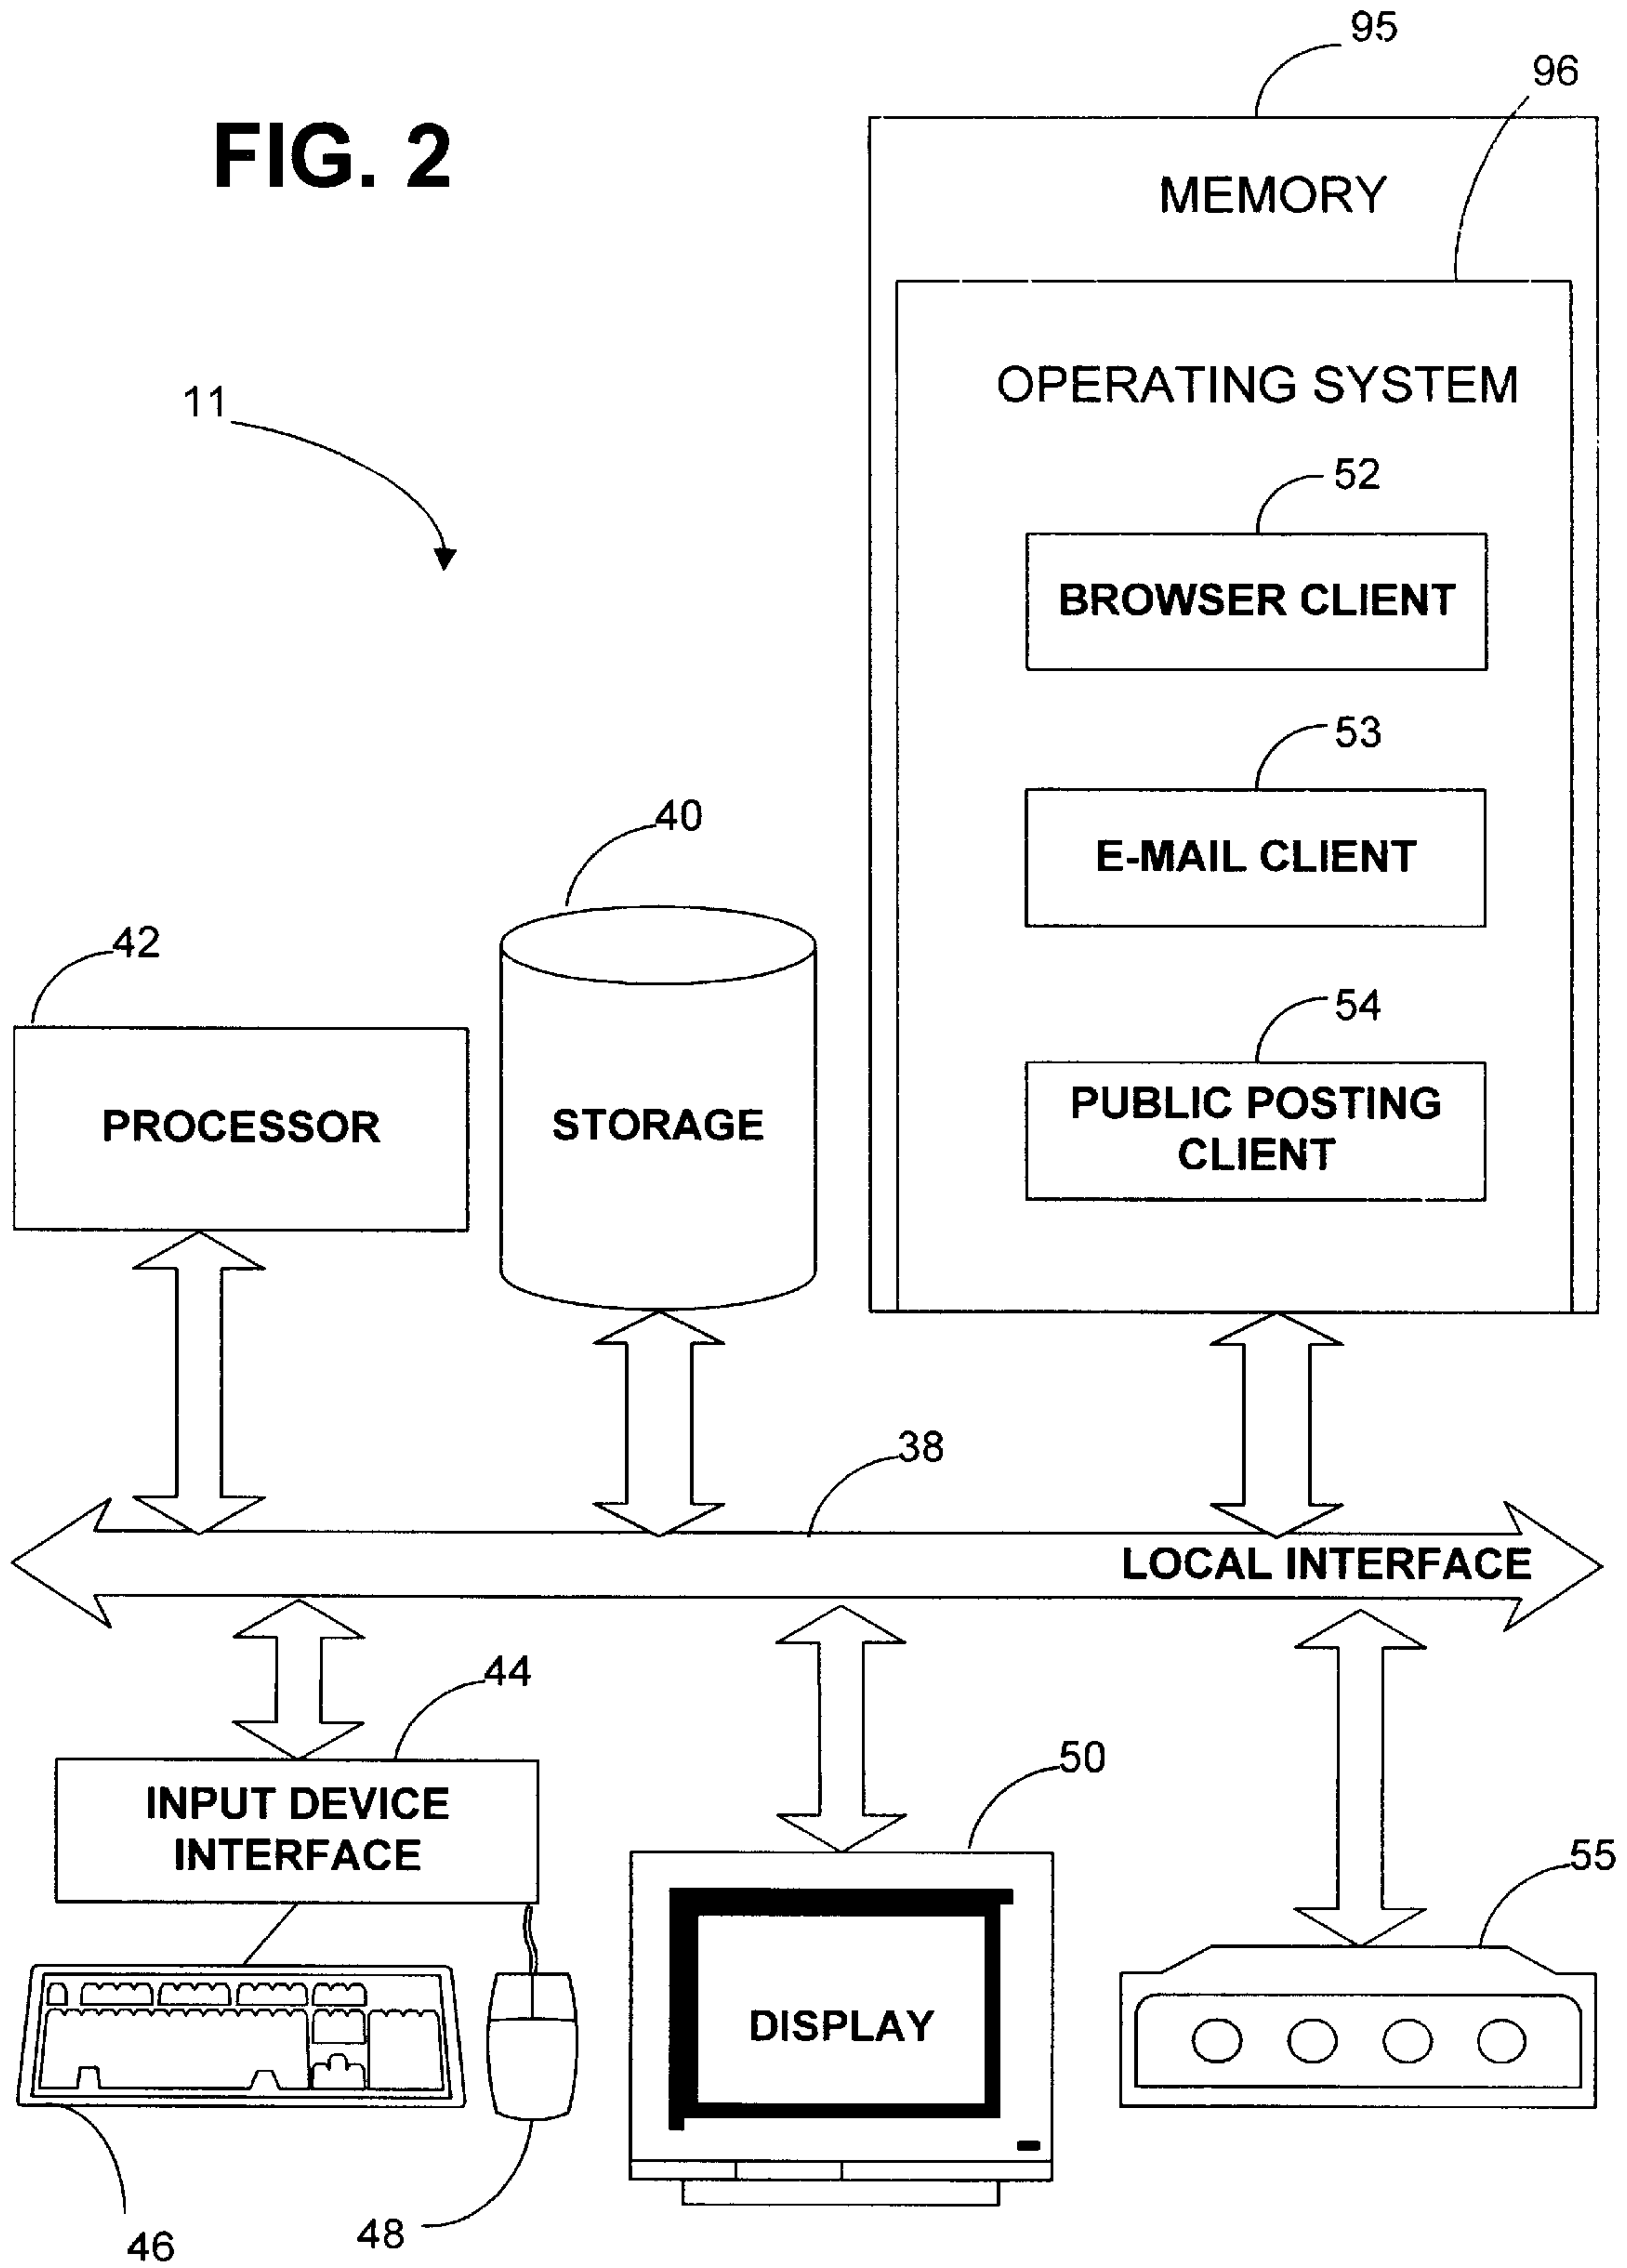 95
96
FIG. 2
MEMORY
OPERATING SYSTEM
11
52
BROWSER CLIENT
53
E-MAIL CLIENT
40
42
54
PROCESSOR
STORAGE
PUBLIC POSTING
CLIENT
38
LOCAL INTERFACE
44
50
INPUT DEVICE
INTERFACE
55
DISPLAY
46
48